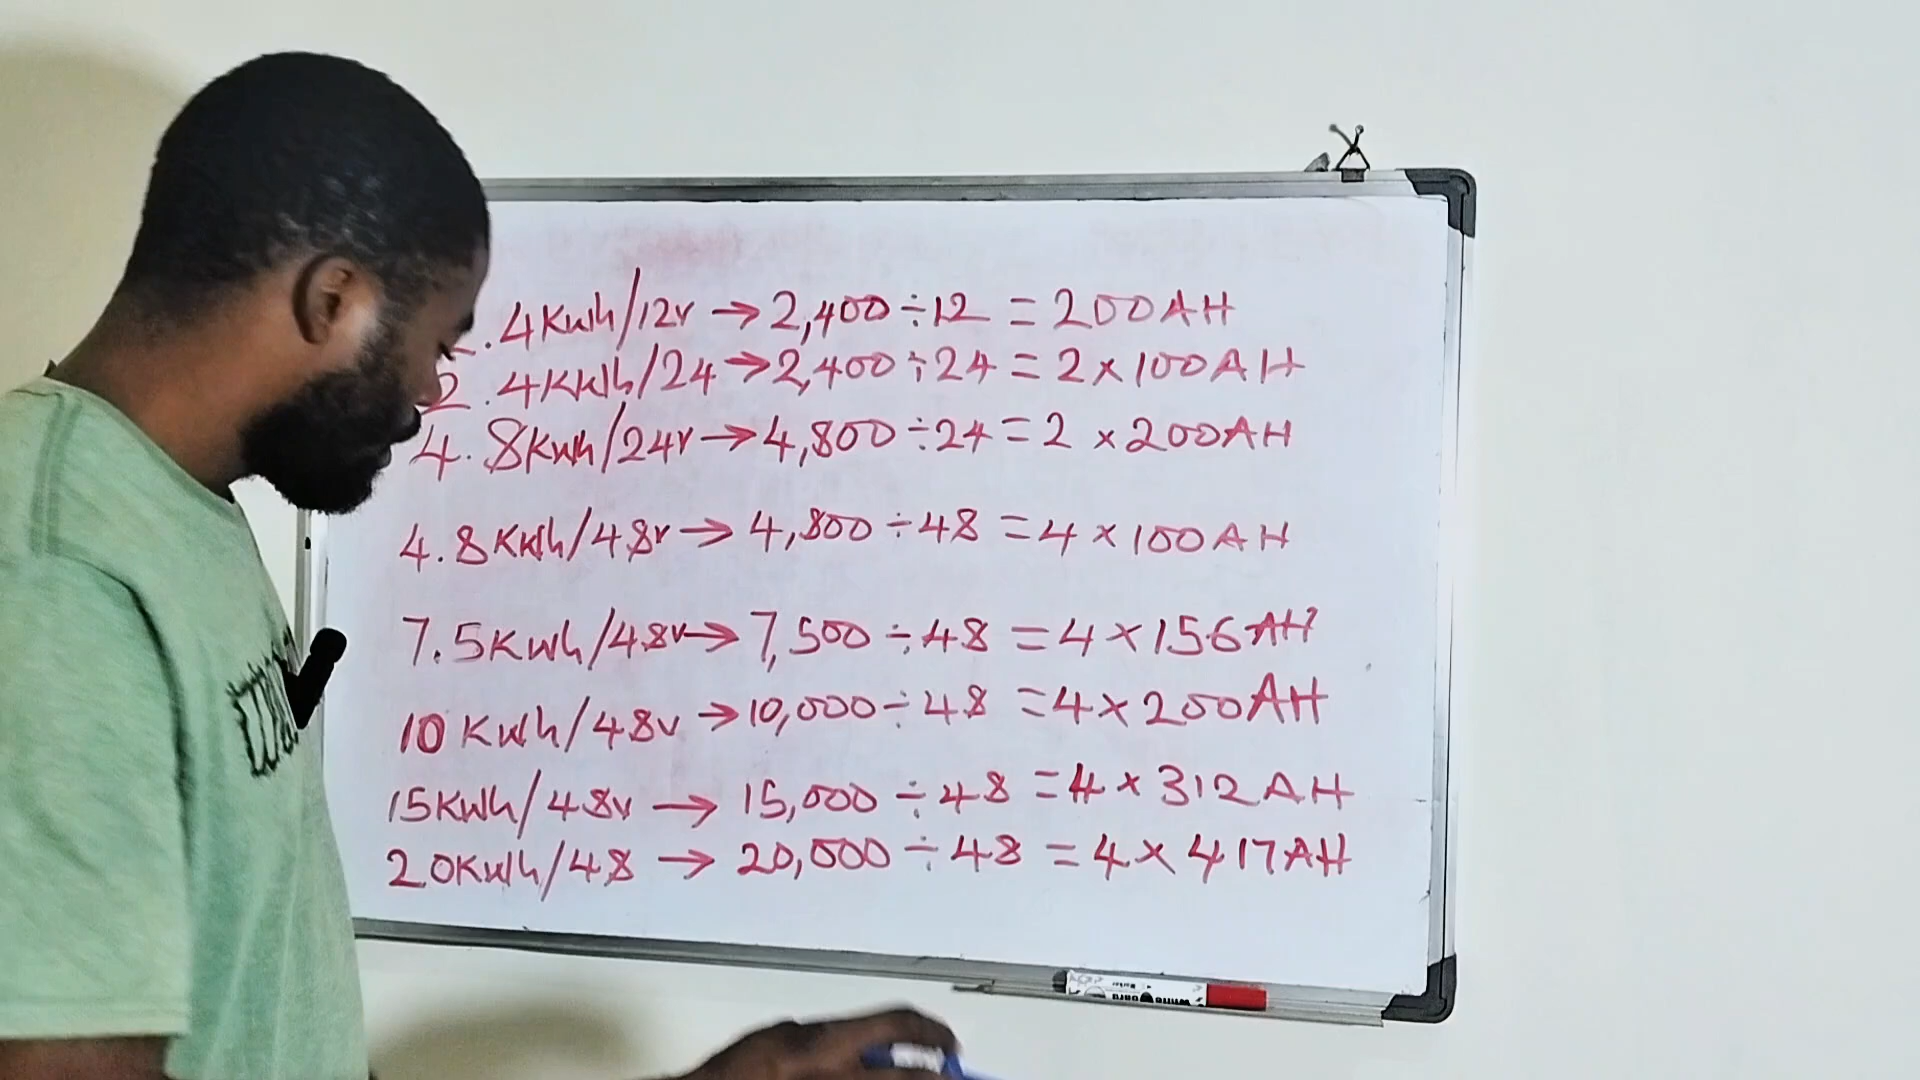 .4Kwh/12v → 2,400 ÷ 12 = 200AH
2.4Kwh/24 → 2,400 ÷ 24 = 2 × 100AH
4.8Kwh/24v → 4,800 ÷ 24 = 2 × 200AH
4.8Kwh/48v → 4,800 ÷ 48 = 4 × 100AH
7.5Kwh/48v → 7,500 ÷ 48 = 4 × 156AH
10Kwh/48v → 10,000 ÷ 48 = 4 × 200AH
15Kwh/48v → 15,000 ÷ 48 = 4 × 312AH
20Kwh/48 → 20,000 ÷ 48 = 4 × 417AH